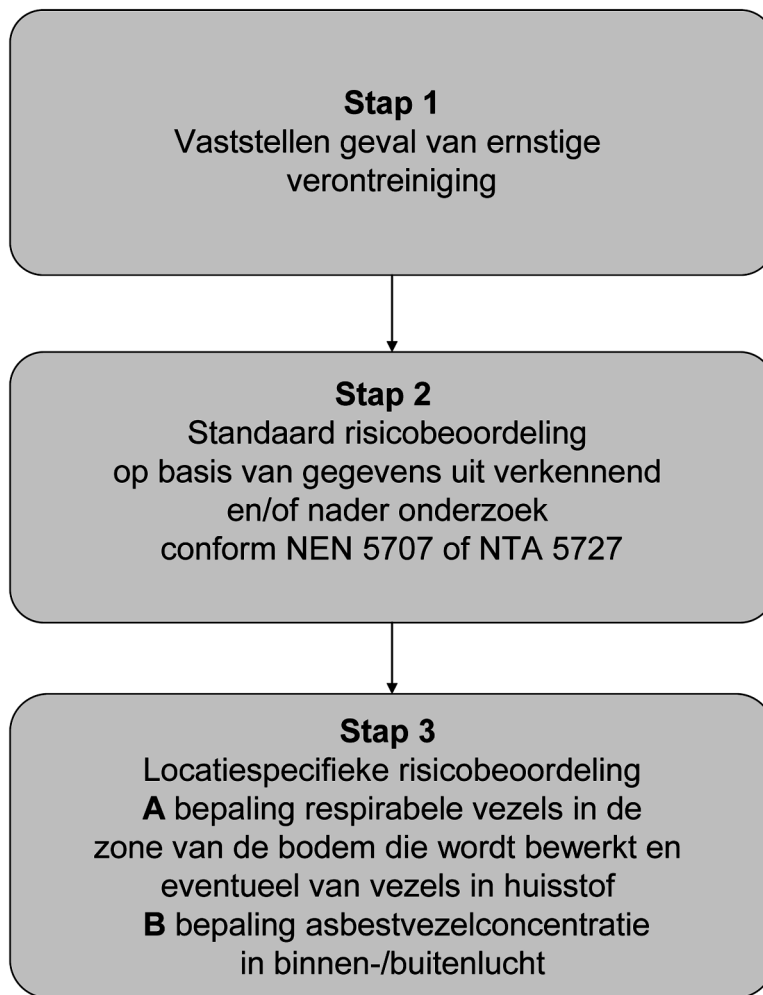 Stap 1
Vaststellen geval van ernstige
verontreiniging
Stap 2
Standaard risicobeoordeling
op basis van gegevens uit verkennend
en/of nader onderzoek
conform NEN 5707 of NTA 5727
Stap 3
Locatiespecifieke risicobeoordeling
A bepaling respirabele vezels in de
zone van de bodem die wordt bewerkt en
eventueel van vezels in huisstof
B bepaling asbestvezelconcentratie
in binnen-/buitenlucht